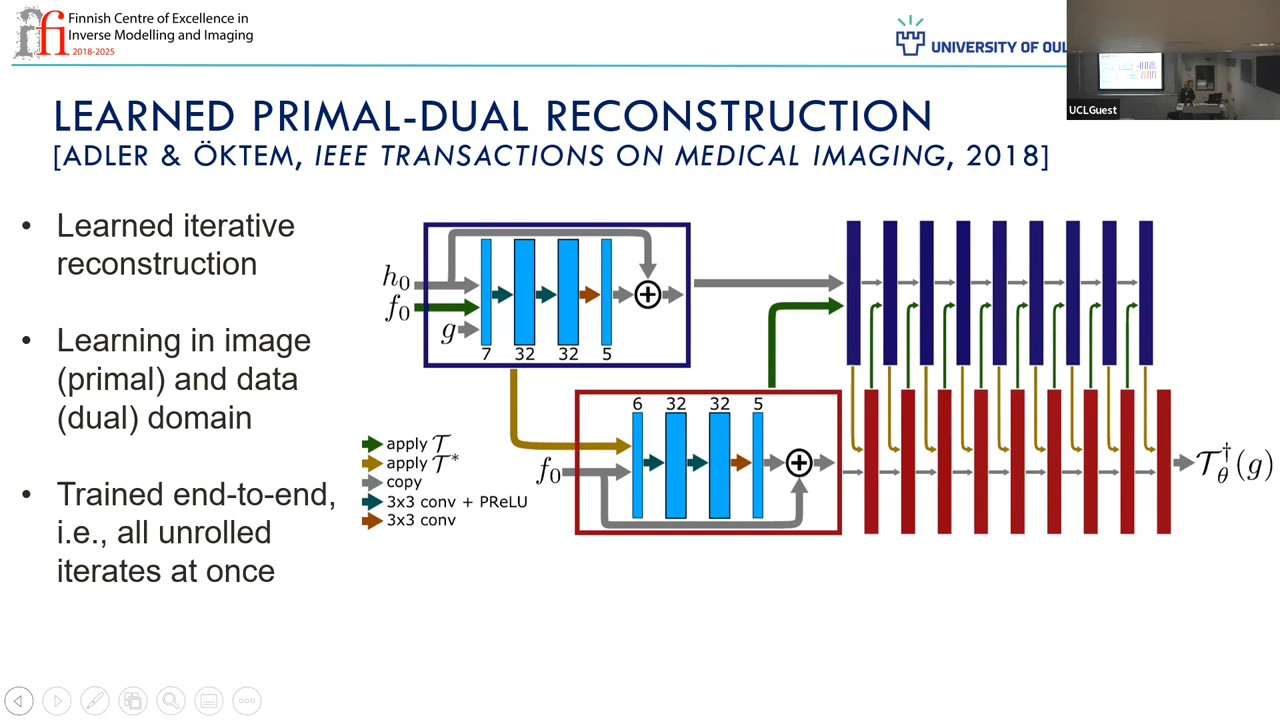 Finnish Centre of Excellence in
Inverse Modelling and Imaging
2018-2025
fi
UNIVERSITY OF OUL
UCLGuest
LEARNED PRIMAL-DUAL RECONSTRUCTION
[ADLER & ÖKTEM, IEEE TRANSACTIONS ON MEDICAL IMAGING, 2018]
• Learned iterative
reconstruction
• Learning in image
(primal) and data
(dual) domain
• Trained end-to-end,
i.e., all unrolled
iterates at once
h₀
f₀
g
7 32 32 5
6 32 32 5
f₀
apply 𝒯
apply 𝒯*
copy
3x3 conv + PReLU
3x3 conv
𝒯θ†(g)